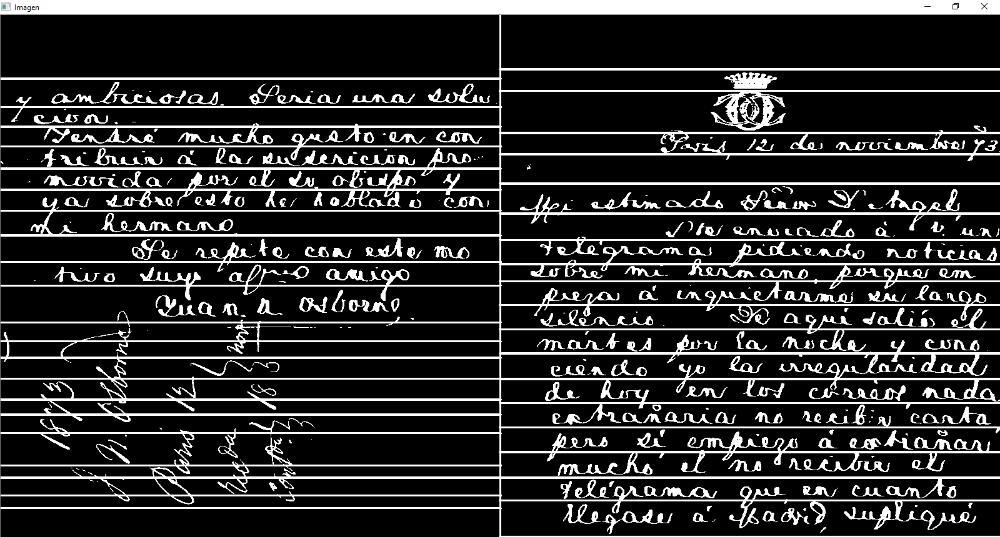 Imagen
y ambiciosas. Seria una solu
cion.
Tendré mucho gusto en con
tribuir á la suscricion pro
movida por el Sr. obispo y
ya sobre esto he hablado con
mi hermano.
Se repite con este mo
tivo suyo afmo amigo
Juan N. Osborne
1873
J. N. Osborne
Paris 12 nov
18 73
Paris, 12 de noviembre 73
Mi estimado Señor Dn Angel
He enviado á V. un
telégrama pidiendo noticias
sobre mi hermano, porque em
pieza á inquietarme su largo
siléncio. De aquí salió el
mártes por la noche, y cono
ciendo yo la irregularidad
de hoy en los corréos nada
extrañaria no recibir carta
pero sí empiezo á extrañar
mucho el no recibir el
telégrama que en cuanto
llegase á Madrid, supliqué